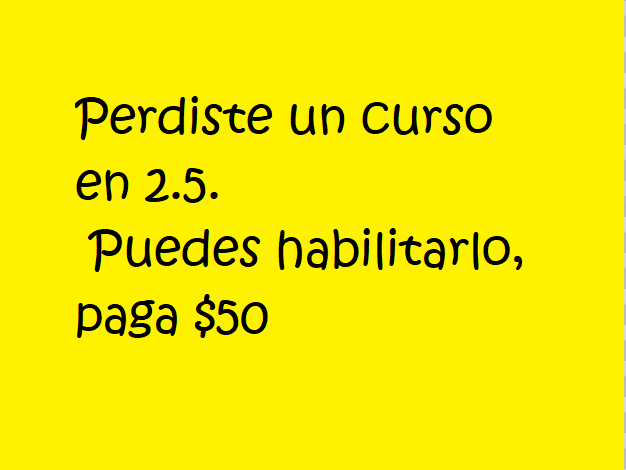 Perdiste un curso
en 2.5.
Puedes habilitarlo,
paga $50